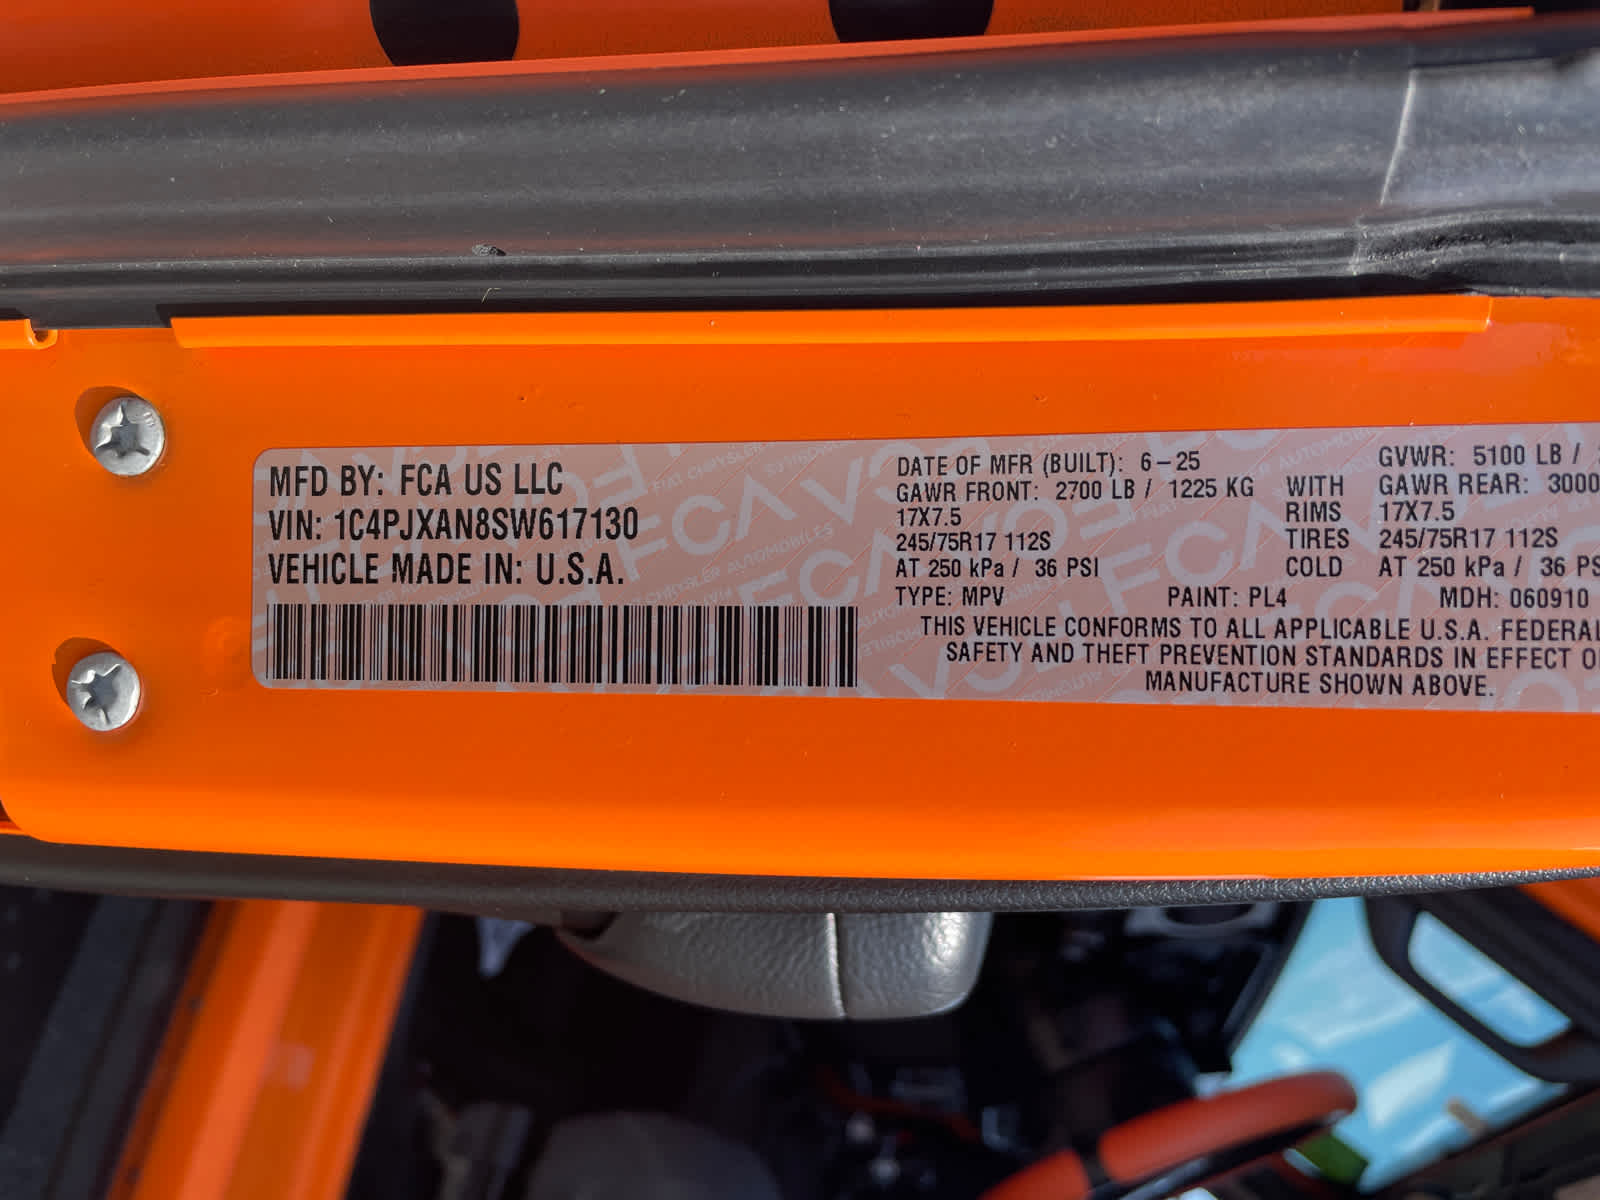 MFD BY: FCA US LLC
VIN: 1C4PJXAN8SW617130
VEHICLE MADE IN: U.S.A.
DATE OF MFR (BUILT): 6-25 GVWR: 5100 LB /
GAWR FRONT: 2700 LB / 1225 KG WITH GAWR REAR: 3000
17X7.5 RIMS 17X7.5
245/75R17 112S TIRES 245/75R17 112S
AT 250 kPa / 36 PSI COLD AT 250 kPa / 36 PS
TYPE: MPV PAINT: PL4 MDH: 060910
THIS VEHICLE CONFORMS TO ALL APPLICABLE U.S.A. FEDERAL
SAFETY AND THEFT PREVENTION STANDARDS IN EFFECT O
MANUFACTURE SHOWN ABOVE.